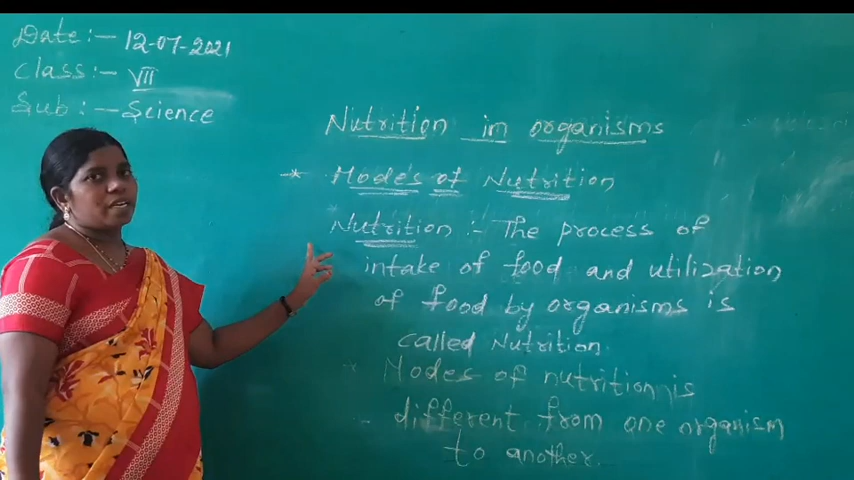 Date :- 12-07-2021
Class :- VII
Sub :- Science
Nutrition in organisms
* Modes of Nutrition
Nutrition :- The process of
intake of food and utilization
of food by organisms is
called Nutrition.
Modes of nutrition is
different from one organism
to another.